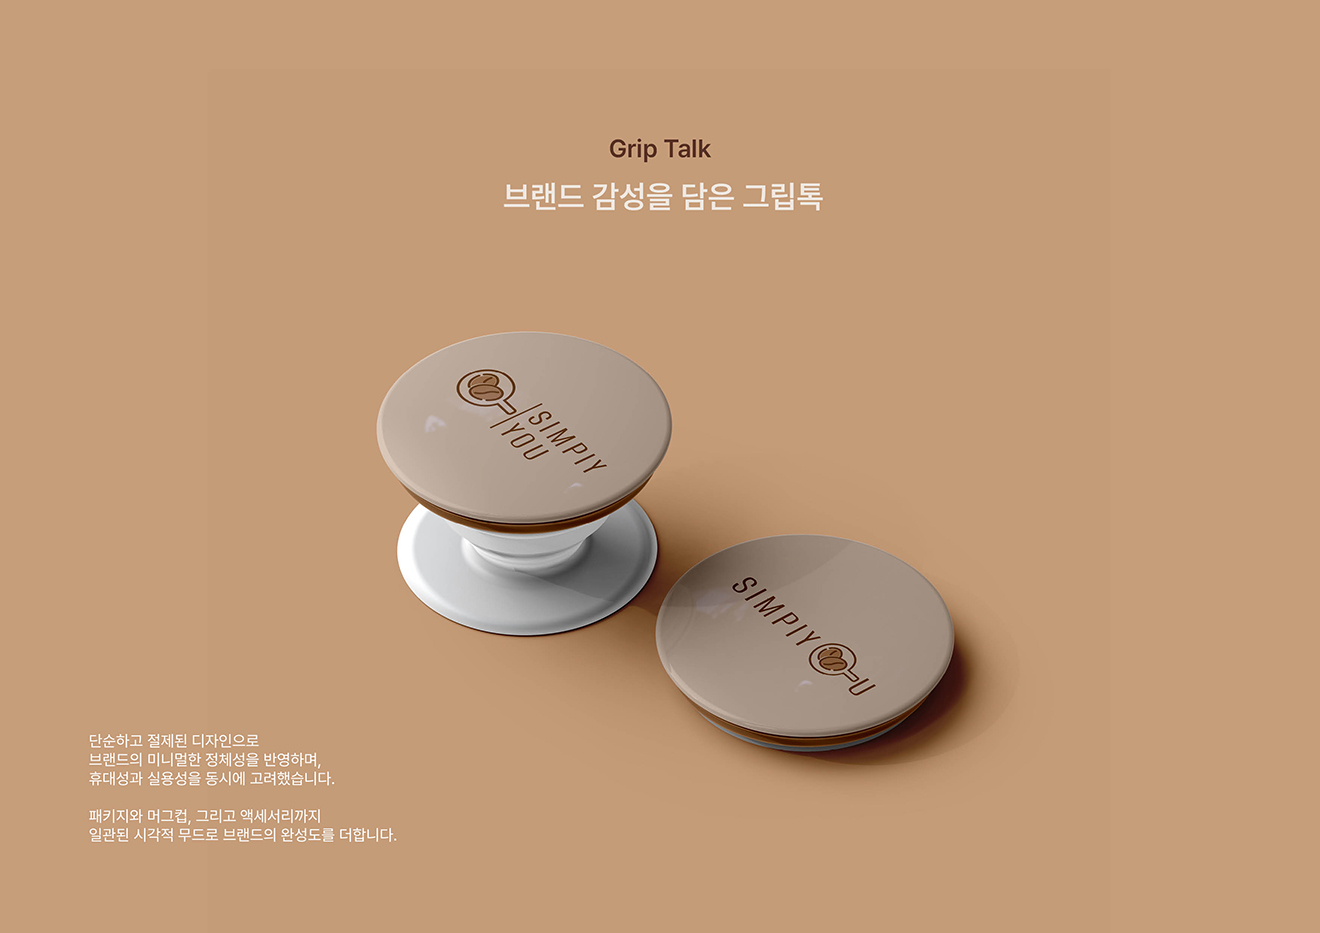 Grip Talk
브랜드 감성을 담은 그립톡
SIMPIY
YOU
SIMPIY
U
단순하고 절제된 디자인으로
브랜드의 미니멀한 정체성을 반영하며,
휴대성과 실용성을 동시에 고려했습니다.
패키지와 머그컵, 그리고 액세서리까지
일관된 시각적 무드로 브랜드의 완성도를 더합니다.